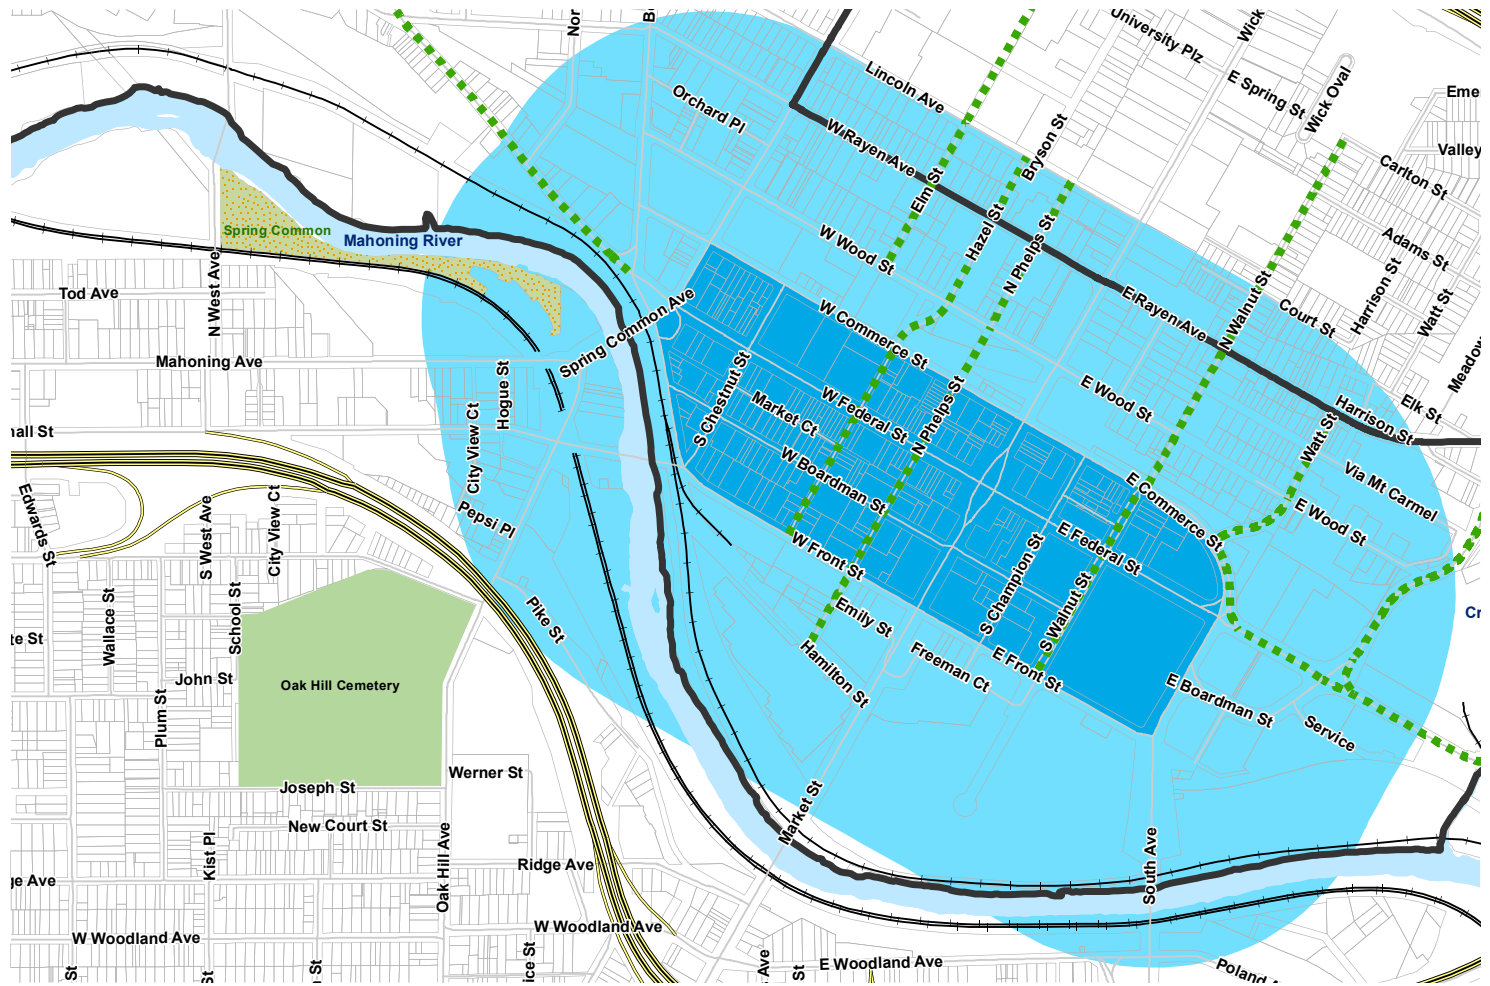 University Plz
Wick
Lincoln Ave
E Spring St
Wick Oval
Orchard Pl
W Rayen Ave
Bryson St
Valley
Carlton St
Elm St
Spring Common
Mahoning River
W Wood St
Hazel St
N Phelps St
Adams St
Harrison St
Tod Ave
N West Ave
Spring Common Ave
W Commerce St
E Rayen Ave
N Walnut St
Court St
Watt St
Mahoning Ave
Hogue St
S Chestnut St
Market Ct
W Federal St
N Phelps St
E Wood St
Meadow
Harrison St
Elk St
City View Ct
W Boardman St
Watt St
Via Mt Carmel
Edwards St
S West Ave
City View Ct
Pepsi Pl
E Commerce St
E Wood St
W Front St
E Federal St
Wallace St
School St
Pike St
Emily St
S Champion St
S Walnut St
John St
Oak Hill Cemetery
Hamilton St
Freeman Ct
E Front St
E Boardman St
Service
Plum St
Joseph St
Werner St
New Court St
Kist Pl
Oak Hill Ave
Ridge Ave
Market St
South Ave
W Woodland Ave
W Woodland Ave
E Woodland Ave
Poland
St
St
St
St
Ave